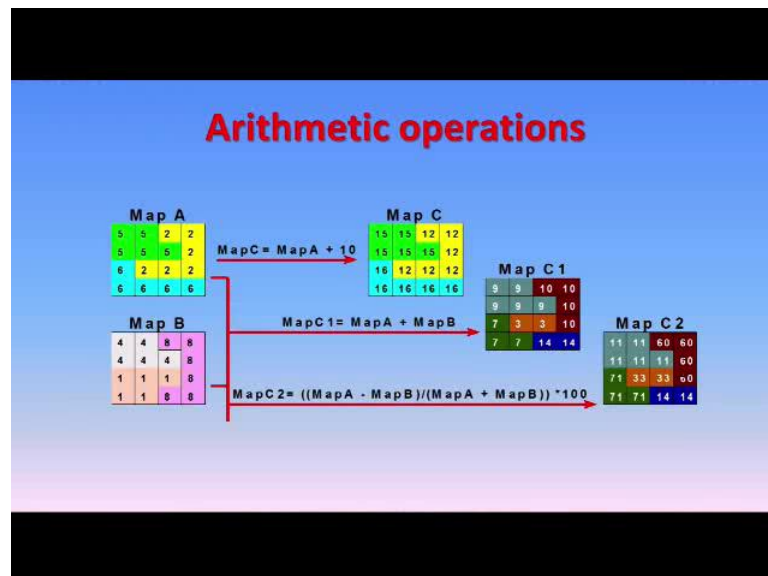 Arithmetic operations
Map A
5 5 2 2
5 5 5 2
6 2 2 2
6 6 6 6
MapC= MapA + 10
Map C
15 15 12 12
15 15 15 12
16 12 12 12
16 16 16 16
Map B
4 4 8 8
4 4 4 8
1 1 1 8
1 1 8 8
MapC1= MapA + MapB
Map C1
9 9 10 10
9 9 9 10
7 3 3 10
7 7 14 14
MapC2= ((MapA - MapB)/(MapA + MapB)) *100
Map C2
11 11 60 60
11 11 11 60
71 33 33 60
71 71 14 14